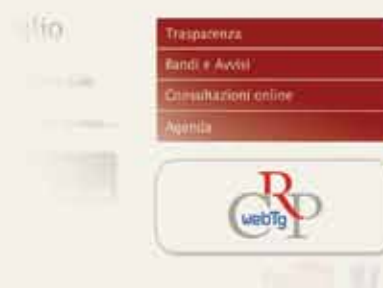 Trasparenza
Bandi e Avvisi
Consultazioni online
Agenda
CRP
webTg